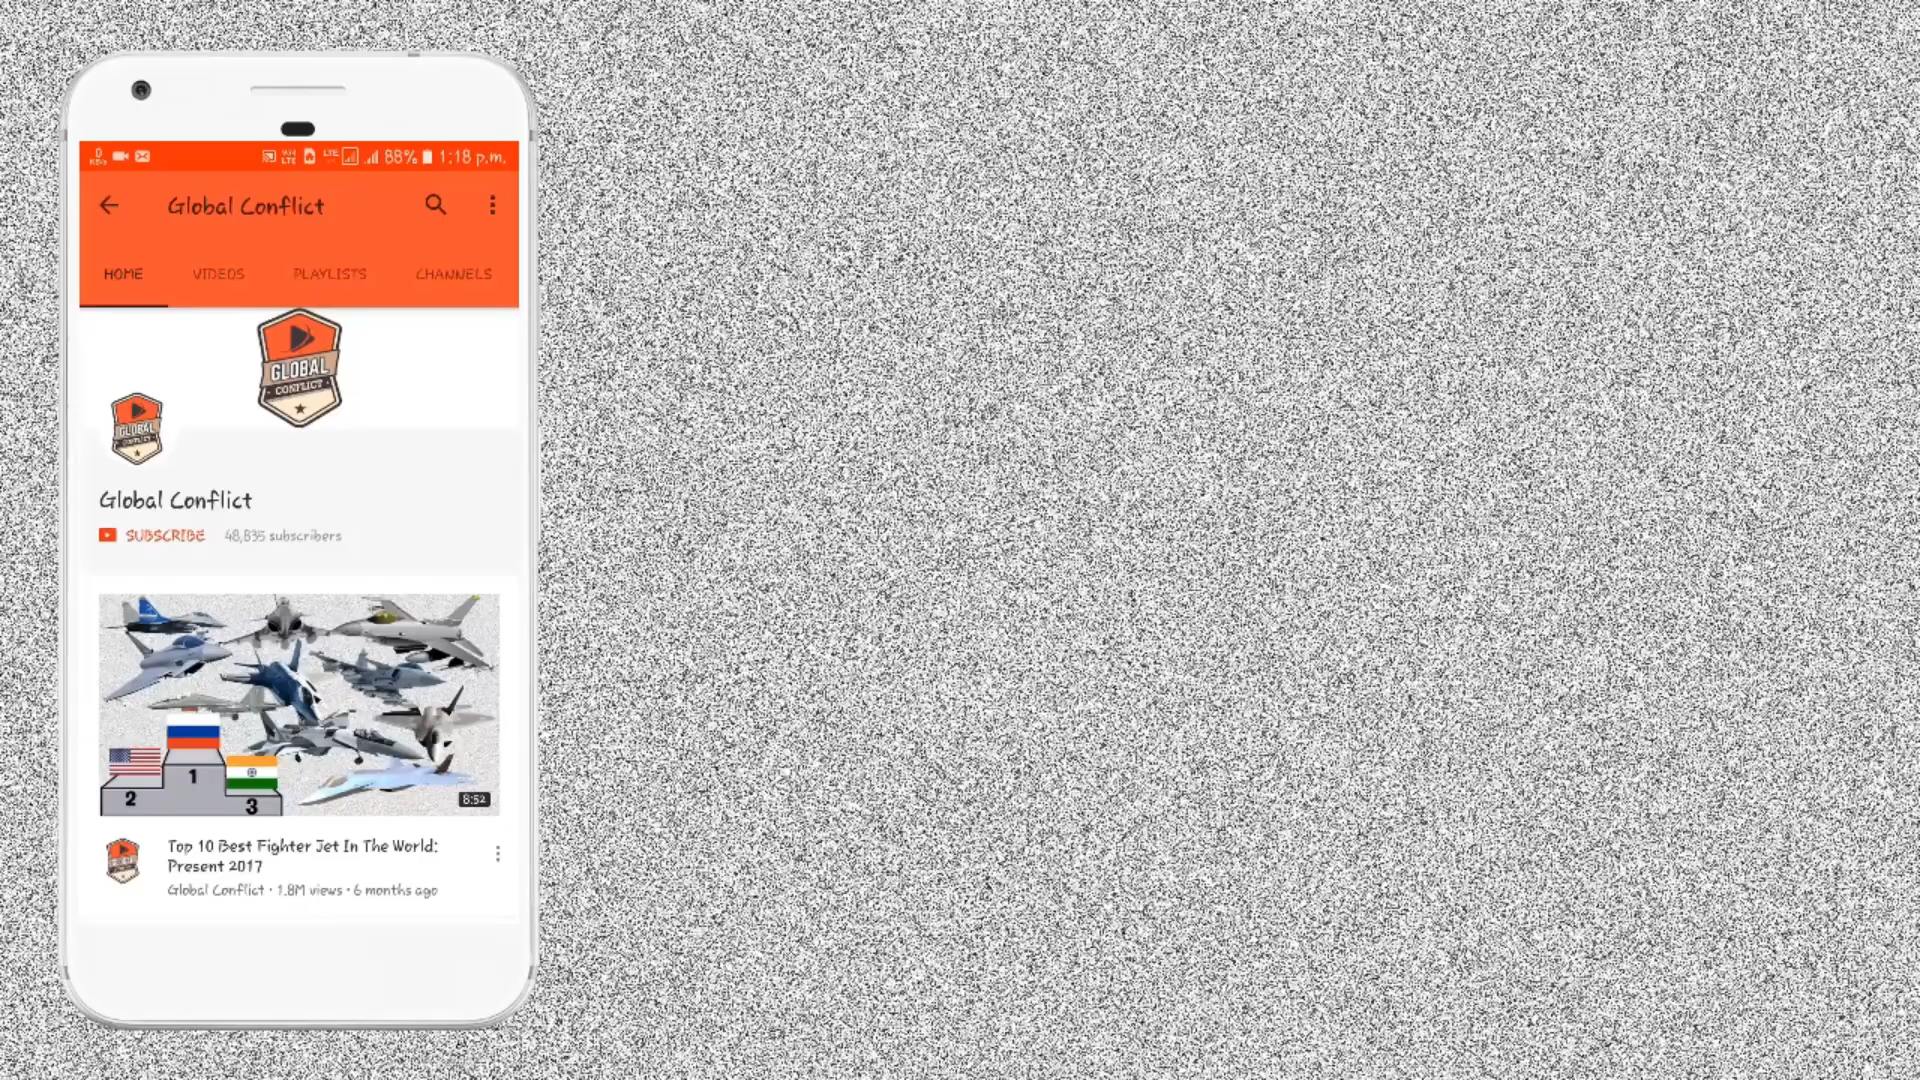 88% 1:18 p.m.
Global Conflict
HOME VIDEOS PLAYLISTS CHANNELS
GLOBAL
CONFLICT
GLOBAL
CONFLICT
Global Conflict
SUBSCRIBE 48,835 subscribers
1
2
3
8:52
Top 10 Best Fighter Jet In The World:
Present 2017
Global Conflict • 1.8M views • 6 months ago